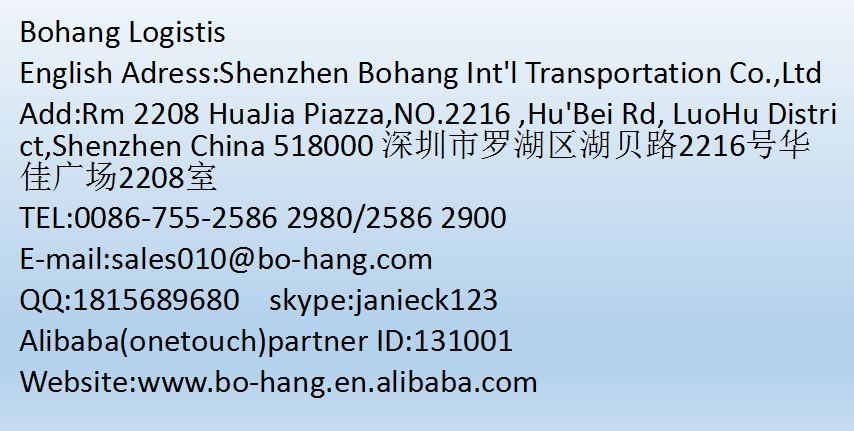 Bohang Logistis
English Adress:Shenzhen Bohang Int'l Transportation Co.,Ltd
Add:Rm 2208 HuaJia Piazza,NO.2216 ,Hu'Bei Rd, LuoHu Distri
ct,Shenzhen China 518000 深圳市罗湖区湖贝路2216号华
佳广场2208室
TEL:0086-755-2586 2980/2586 2900
E-mail:sales010@bo-hang.com
QQ:1815689680    skype:janieck123
Alibaba(onetouch)partner ID:131001
Website:www.bo-hang.en.alibaba.com